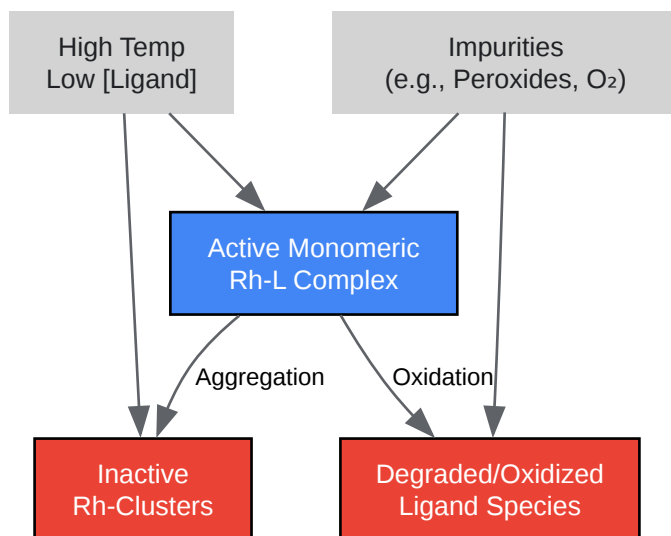 High Temp
Low [Ligand]
Impurities
(e.g., Peroxides, O₂)
Active Monomeric
Rh-L Complex
Aggregation
Oxidation
Inactive
Rh-Clusters
Degraded/Oxidized
Ligand Species